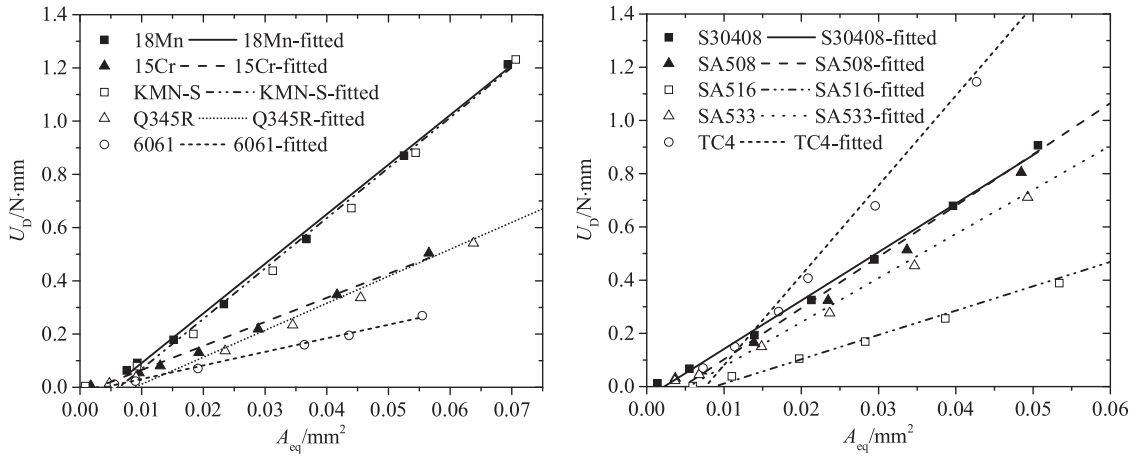 18Mn 18Mn-fitted
15Cr 15Cr-fitted
KMN-S KMN-S-fitted
Q345R Q345R-fitted
6061 6061-fitted
1.4
1.2
1.0
0.8
0.6
0.4
0.2
0.0
U_D/N·mm
0.00 0.01 0.02 0.03 0.04 0.05 0.06 0.07
A_eq/mm²
S30408 S30408-fitted
SA508 SA508-fitted
SA516 SA516-fitted
SA533 SA533-fitted
TC4 TC4-fitted
1.4
1.2
1.0
0.8
0.6
0.4
0.2
0.0
U_D/N·mm
0.00 0.01 0.02 0.03 0.04 0.05 0.06
A_eq/mm²